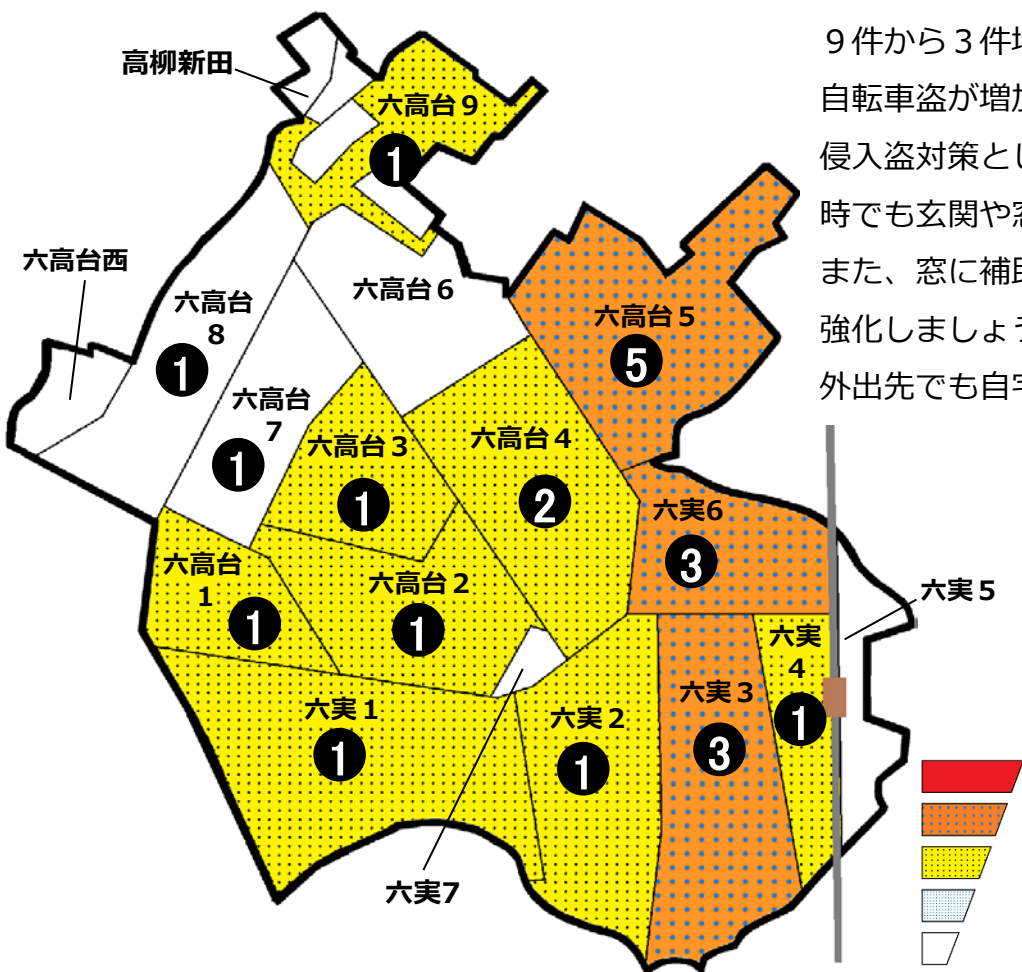 高柳新田
六高台９
1
六高台西
六高台
8
1
六高台６
六高台５
5
六高台
7
1
六高台３
1
六高台４
2
六実6
3
六高台
1
1
六高台２
1
六実５
六実
4
1
六実１
1
六実２
1
六実３
3
六実7
９件から３件
自転車盗が増加
侵入盗対策とし
時でも玄関や窓
また、窓に補助
強化しましょう
外出先でも自宅